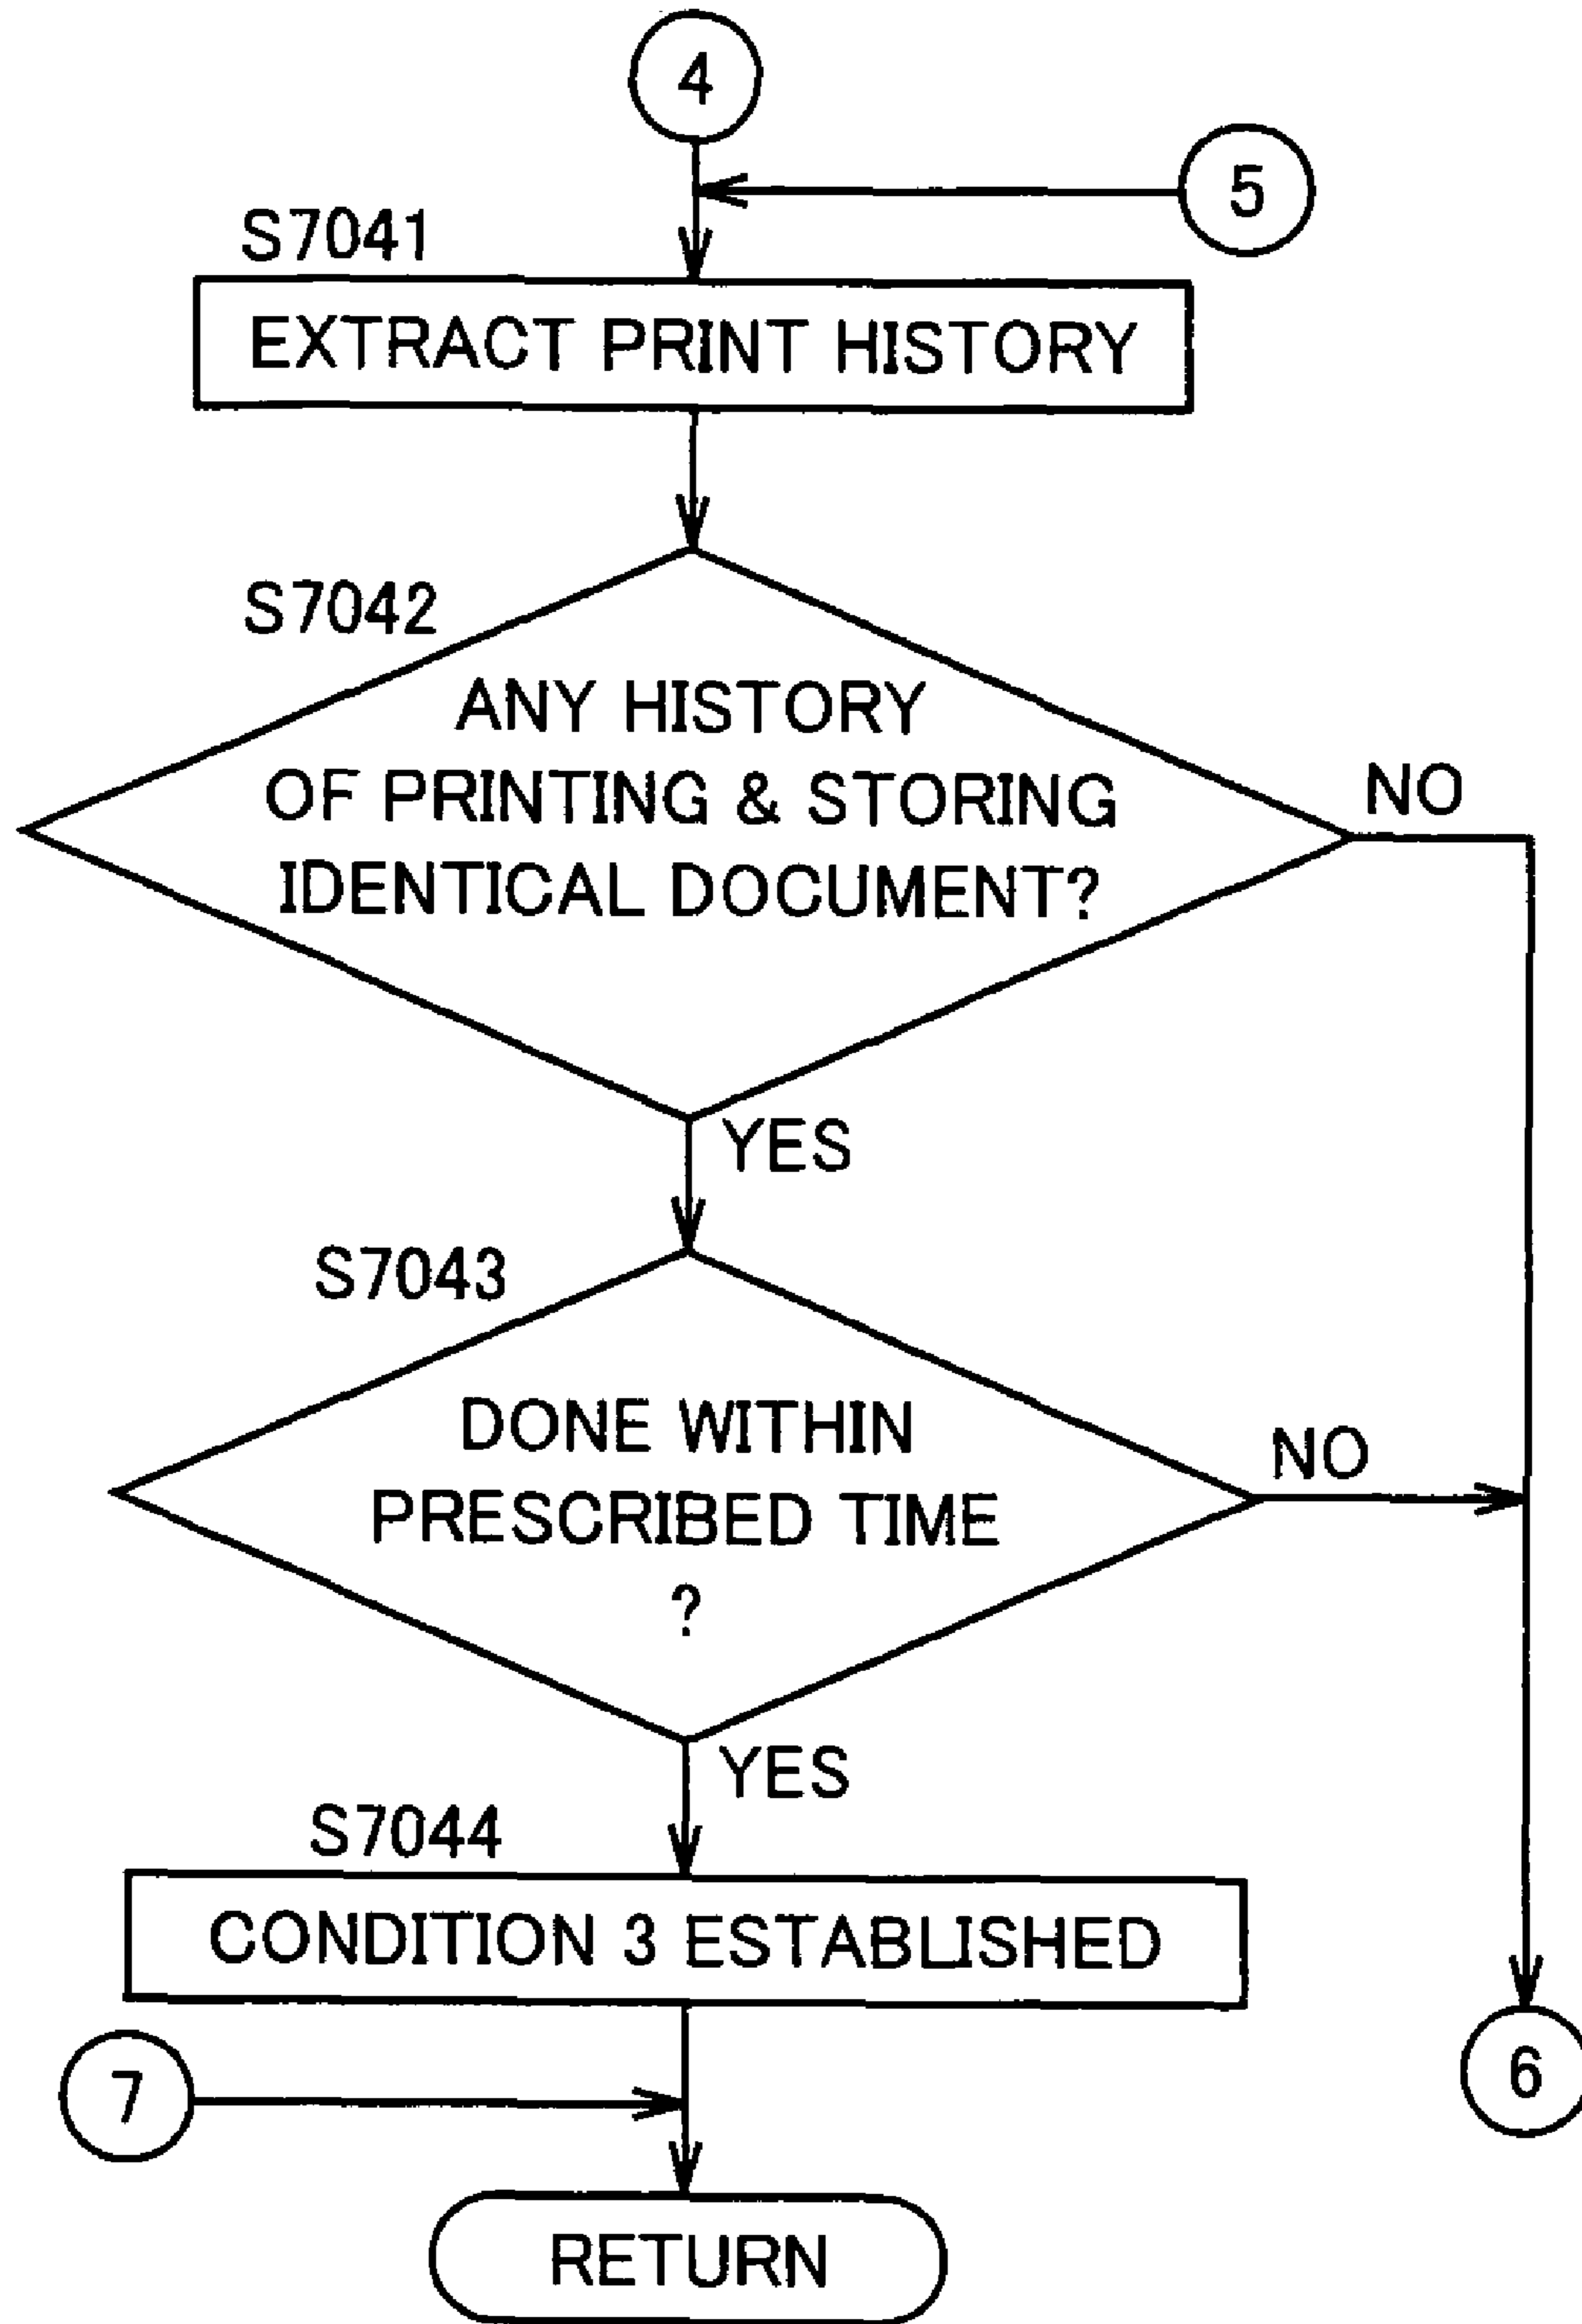 4
5
S7041
EXTRACT PRINT HISTORY
S7042
ANY HISTORY
OF PRINTING & STORING
IDENTICAL DOCUMENT?
NO
YES
S7043
DONE WITHIN
PRESCRIBED TIME
?
NO
YES
S7044
CONDITION 3 ESTABLISHED
7
6
RETURN